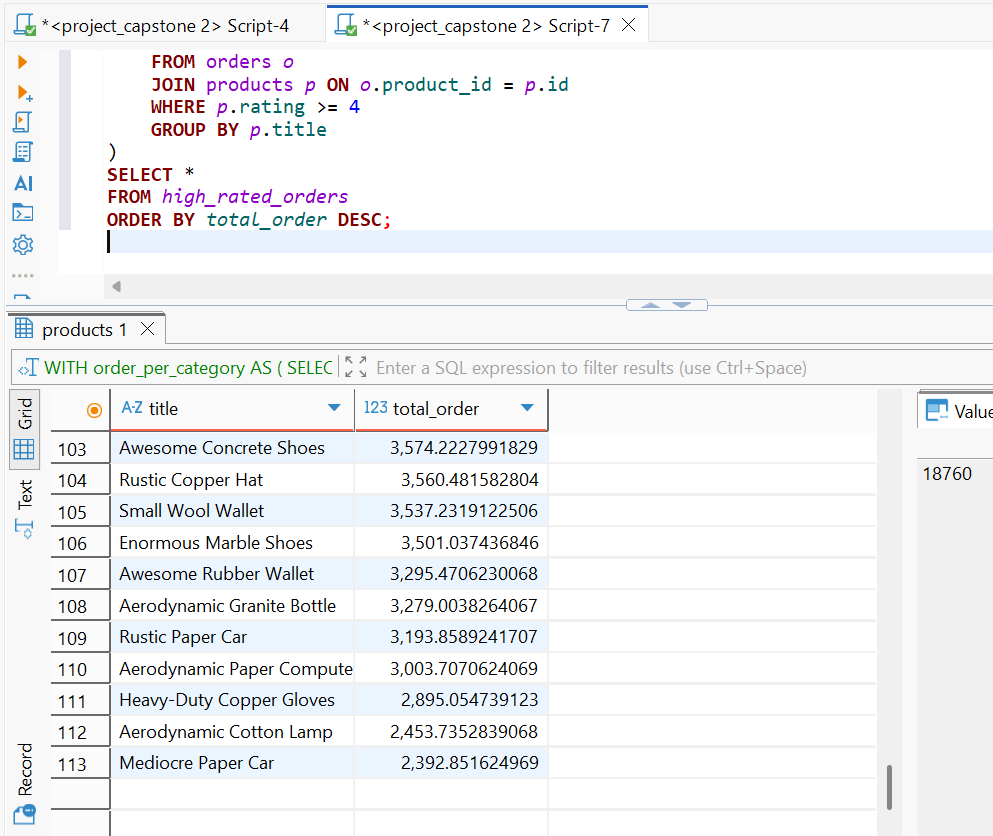 *<project_capstone 2> Script-4
*<project_capstone 2> Script-7
FROM orders o
JOIN products p ON o.product_id = p.id
WHERE p.rating >= 4
GROUP BY p.title
)
SELECT *
FROM high_rated_orders
ORDER BY total_order DESC;
AI
products 1
WITH order_per_category AS ( SELEC
Enter a SQL expression to filter results (use Ctrl+Space)
Grid
Text
Record
A-Z title
123 total_order
Value
18760
103 Awesome Concrete Shoes 3,574.2227991829
104 Rustic Copper Hat 3,560.481582804
105 Small Wool Wallet 3,537.2319122506
106 Enormous Marble Shoes 3,501.037436846
107 Awesome Rubber Wallet 3,295.4706230068
108 Aerodynamic Granite Bottle 3,279.0038264067
109 Rustic Paper Car 3,193.8589241707
110 Aerodynamic Paper Compute 3,003.7070624069
111 Heavy-Duty Copper Gloves 2,895.054739123
112 Aerodynamic Cotton Lamp 2,453.7352839068
113 Mediocre Paper Car 2,392.851624969